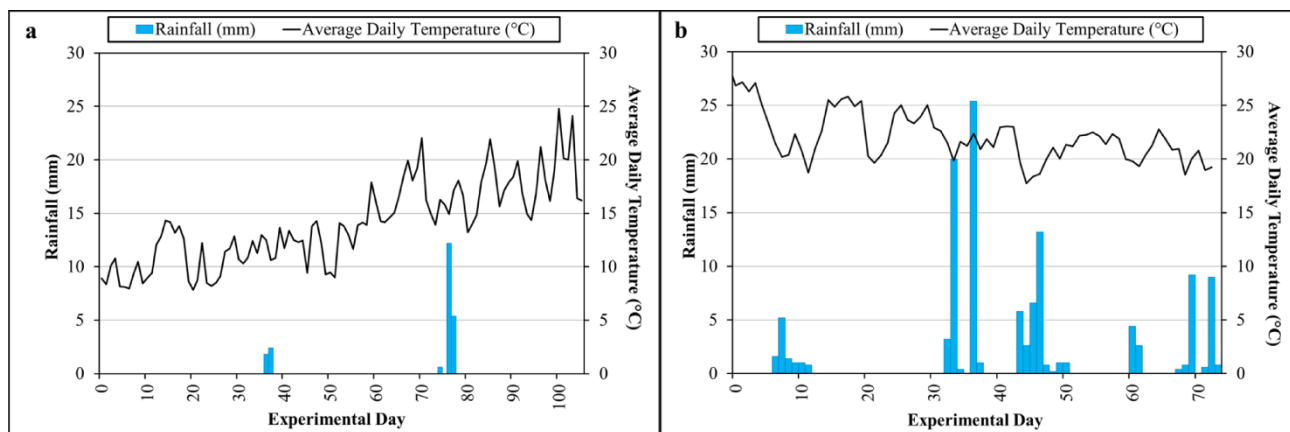 a
Rainfall (mm) Average Daily Temperature (°C)
30 30
25 25
20 20
15 15
10 10
5 5
0 0
Rainfall (mm)
Average Daily Temperature (°C)
0 10 20 30 40 50 60 70 80 90 100
Experimental Day
b
Rainfall (mm) Average Daily Temperature (°C)
30 30
25 25
20 20
15 15
10 10
5 5
0 0
Rainfall (mm)
Average Daily Temperature (°C)
0 10 20 30 40 50 60 70
Experimental Day